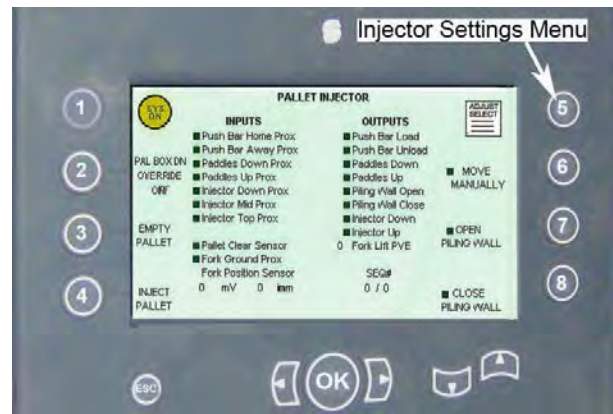 Injector Settings Menu
PALLET INJECTOR
SYS ON
ADJUST SELECT
INPUTS
Push Bar Home Prox
Push Bar Away Prox
Paddles Down Prox
Paddles Up Prox
Injector Down Prox
Injector Mid Prox
Injector Top Prox
Pallet Clear Sensor
Fork Ground Prox
Fork Position Sensor
0 mV 0 mm
OUTPUTS
Push Bar Load
Push Bar Unload
Paddles Down
Paddles Up
Piling Wall Open
Piling Wall Close
Injector Down
Injector Up
0 Fork Lift PVE
SEQ#
0 / 0
PAL BOX DN
OVERRIDE
OFF
EMPTY
PALLET
INJECT
PALLET
MOVE
MANUALLY
OPEN
PILING WALL
CLOSE
PILING WALL
1
2
3
4
5
6
7
8
ESC
OK